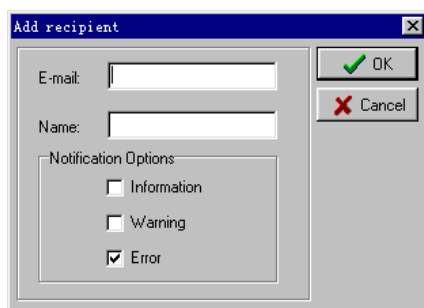 Add recipient
E-mail:
Name:
Notification Options
Information
Warning
Error
OK
Cancel